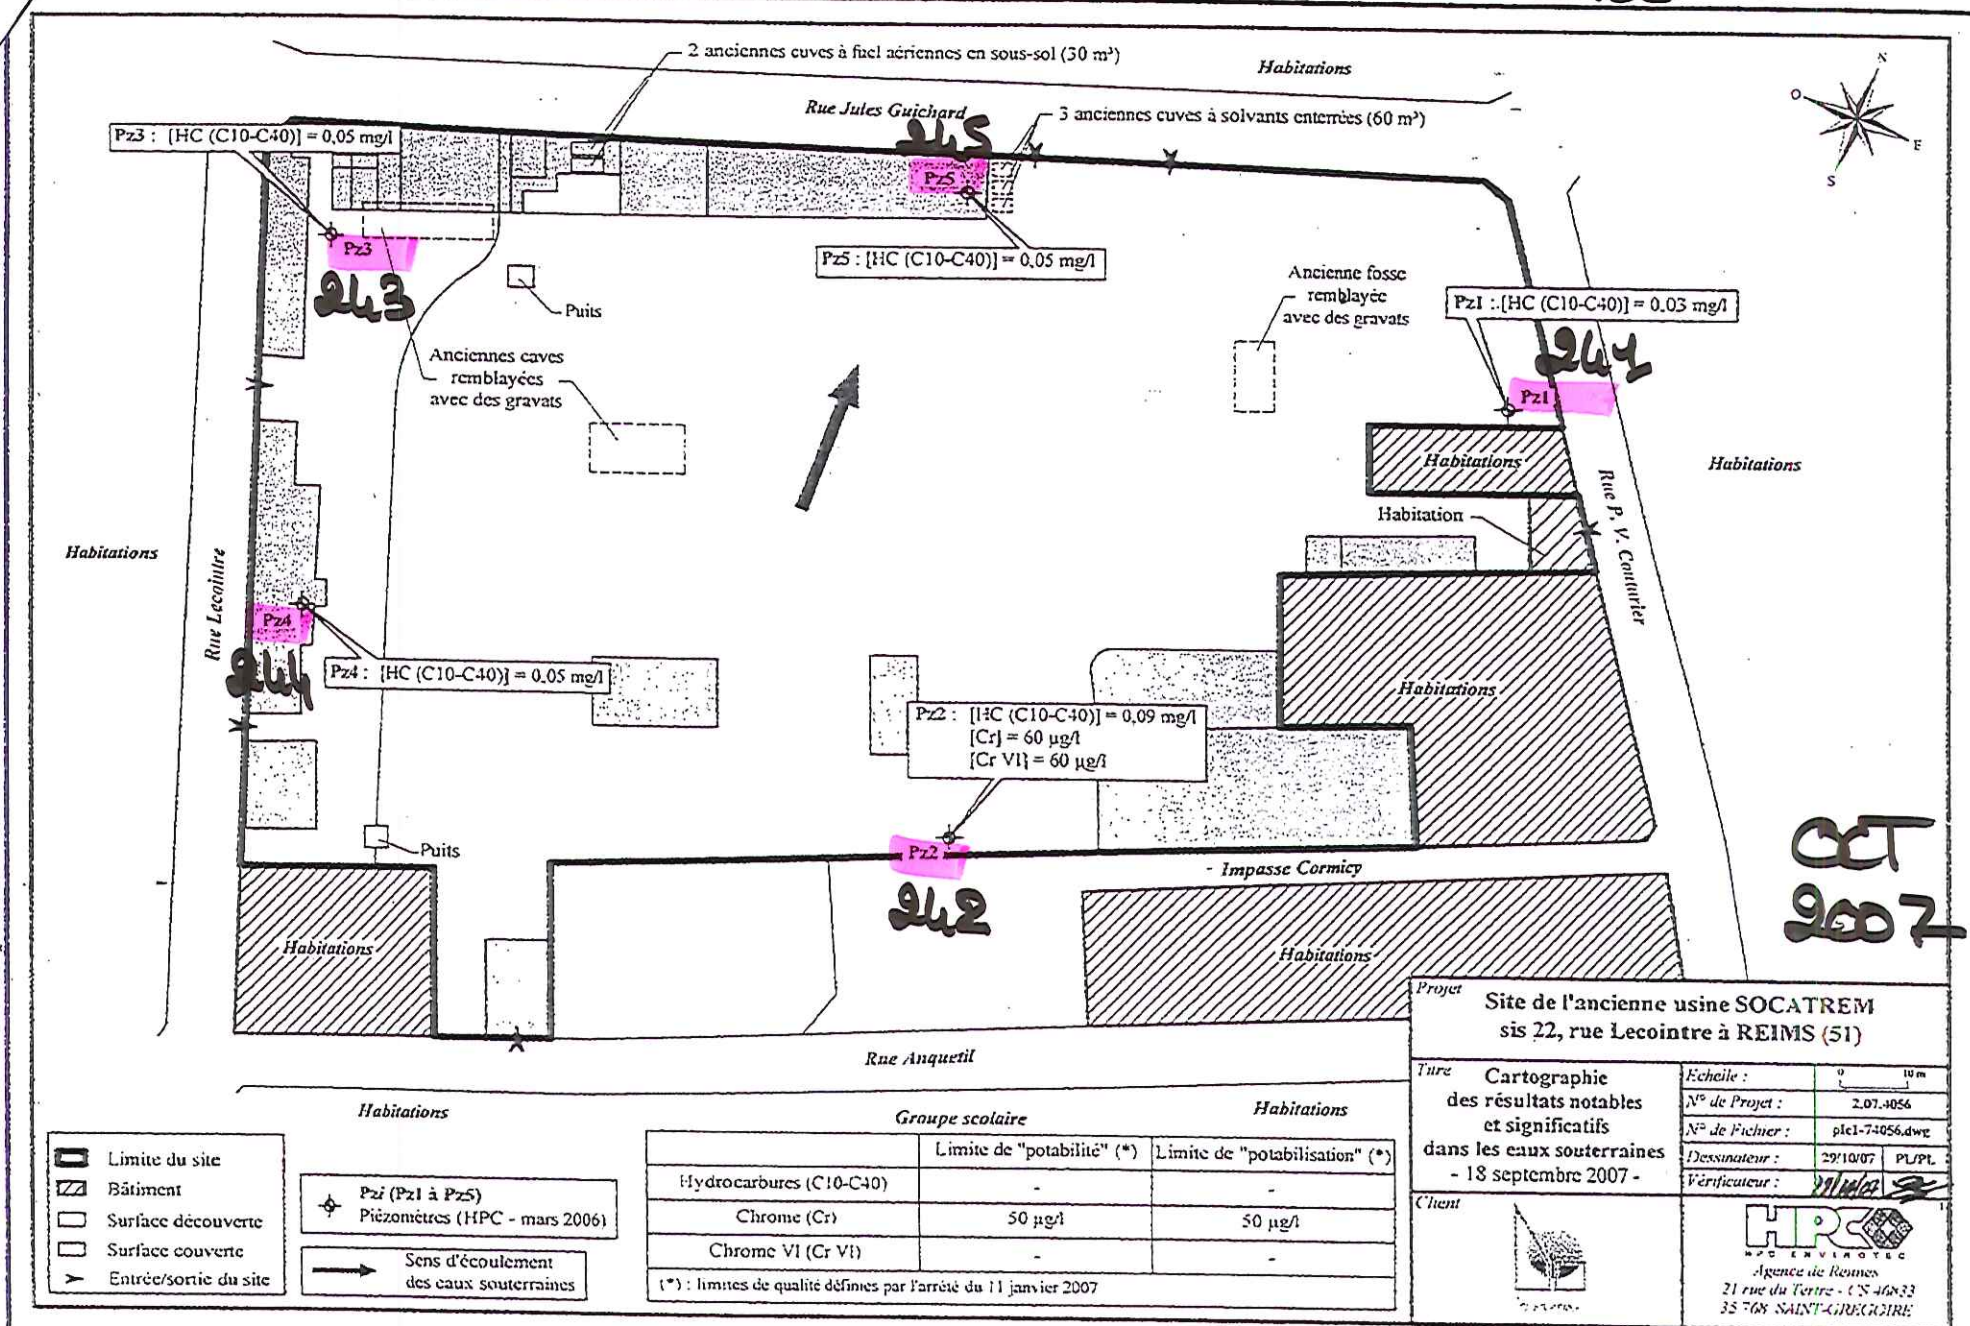 2 anciennes cuves à fuel aériennes en sous-sol (30 m³)
Habitations
Rue Jules Guichard
3 anciennes cuves à solvants enterrées (60 m³)
N
O
E
S
Pz3 : [HC (C10-C40)] = 0,05 mg/l
245
Pz5
Pz3
243
Pz5 : [HC (C10-C40)] = 0,05 mg/l
Puits
Ancienne fosse
remblayée
avec des gravats
Pz1 : [HC (C10-C40)] = 0.03 mg/l
241
Pz1
Anciennes caves
remblayées
avec des gravats
Habitations
Habitations
Habitation
Rue P. V. Couturier
Habitations
Rue Lecointre
Pz4
244
Pz4 : [HC (C10-C40)] = 0.05 mg/l
Habitations
Pz2 : [HC (C10-C40)] = 0,09 mg/l
[Cr] = 60 µg/l
[Cr VI] = 60 µg/l
Puits
Pz2
242
- Impasse Cormicy
OCT
2007
Habitations
Habitations
Rue Anquetil
Habitations
Groupe scolaire
Habitations
Limite du site
Bâtiment
Surface découverte
Surface couverte
Entrée/sortie du site
Pzi (Pz1 à Pz5)
Piézomètres (HPC - mars 2006)
Sens d'écoulement
des eaux souterraines
Limite de "potabilité" (*) Limite de "potabilisation" (*)
Hydrocarbures (C10-C40) - -
Chrome (Cr) 50 µg/l 50 µg/l
Chrome VI (Cr VI) - -
(*) : limites de qualité définies par l'arrêté du 11 janvier 2007
Projet
Site de l'ancienne usine SOCATREM
sis 22, rue Lecointre à REIMS (51)
Titre
Cartographie
des résultats notables
et significatifs
dans les eaux souterraines
- 18 septembre 2007 -
Echelle : 0 10 m
N° de Projet : 2.07.4056
N° de Fichier : plc1-74056.dwg
Dessinateur : 29/10/07 PL/PL
Vérificateur :
Client
HPC
HPC ENVIROTEC
Agence de Rennes
21 rue du Tertre - CS 46833
35 768 SAINT-GREGOIRE